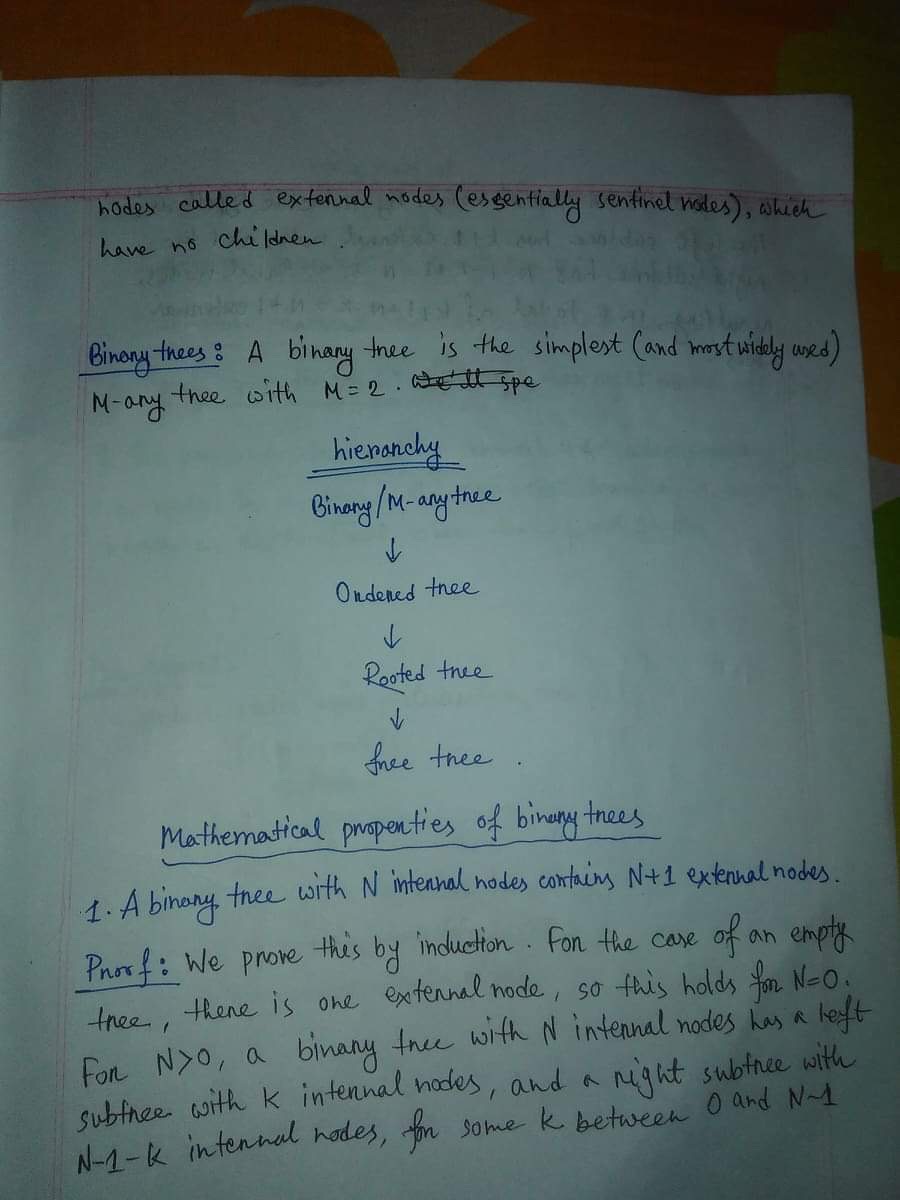 nodes called external nodes (essentially sentinel nodes), which
have no children.
Binary trees: A binary tree is the simplest (and most widely used)
M-ary tree with M=2. We'll spe
hierarchy
Binary/M-ary tree
↓
Ordered tree
↓
Rooted tree
↓
free tree.
Mathematical properties of binary trees
1. A binary tree with N internal nodes contains N+1 external nodes.
Proof: We prove this by induction. For the case of an empty
tree, there is one external node, so this holds for N=0.
For N>0, a binary tree with N internal nodes has a left
subtree with k internal nodes, and a right subtree with
N-1-k internal nodes, for some k between 0 and N-1